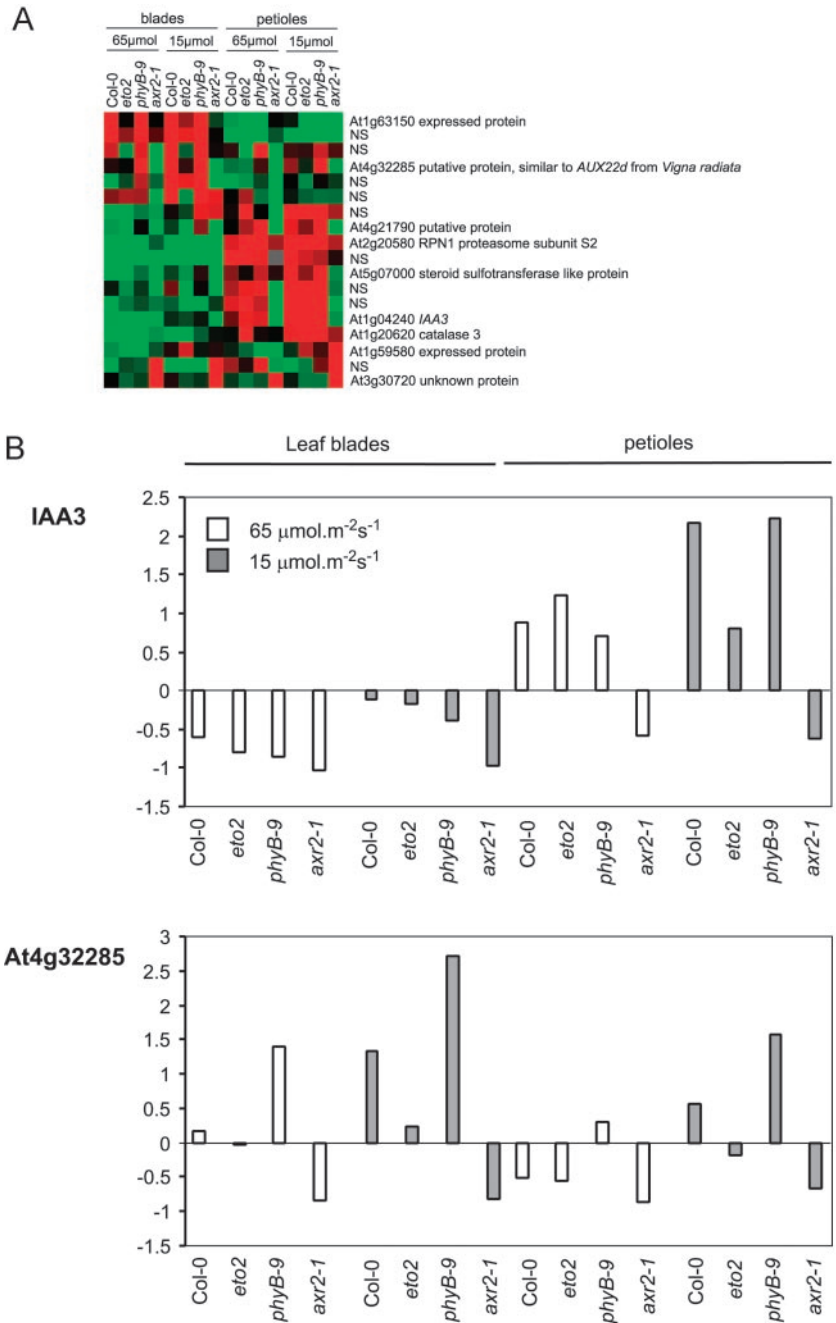 A
blades petioles
65µmol 15µmol 65µmol 15µmol
Col-0 eto2 phyB-9 axr2-1 Col-0 eto2 phyB-9 axr2-1 Col-0 eto2 phyB-9 axr2-1 Col-0 eto2 phyB-9 axr2-1
At1g63150 expressed protein
NS
NS
At4g32285 putative protein, similar to AUX22d from Vigna radiata
NS
NS
NS
At4g21790 putative protein
At2g20580 RPN1 proteasome subunit S2
NS
At5g07000 steroid sulfotransferase like protein
NS
NS
At1g04240 IAA3
At1g20620 catalase 3
At1g59580 expressed protein
NS
At3g30720 unknown protein
B
Leaf blades petioles
IAA3
65 µmol.m⁻²s⁻¹
15 µmol.m⁻²s⁻¹
2.5
2
1.5
1
0.5
0
-0.5
-1
-1.5
Col-0 eto2 phyB-9 axr2-1 Col-0 eto2 phyB-9 axr2-1 Col-0 eto2 phyB-9 axr2-1 Col-0 eto2 phyB-9 axr2-1
At4g32285
3
2.5
2
1.5
1
0.5
0
-0.5
-1
-1.5
Col-0 eto2 phyB-9 axr2-1 Col-0 eto2 phyB-9 axr2-1 Col-0 eto2 phyB-9 axr2-1 Col-0 eto2 phyB-9 axr2-1